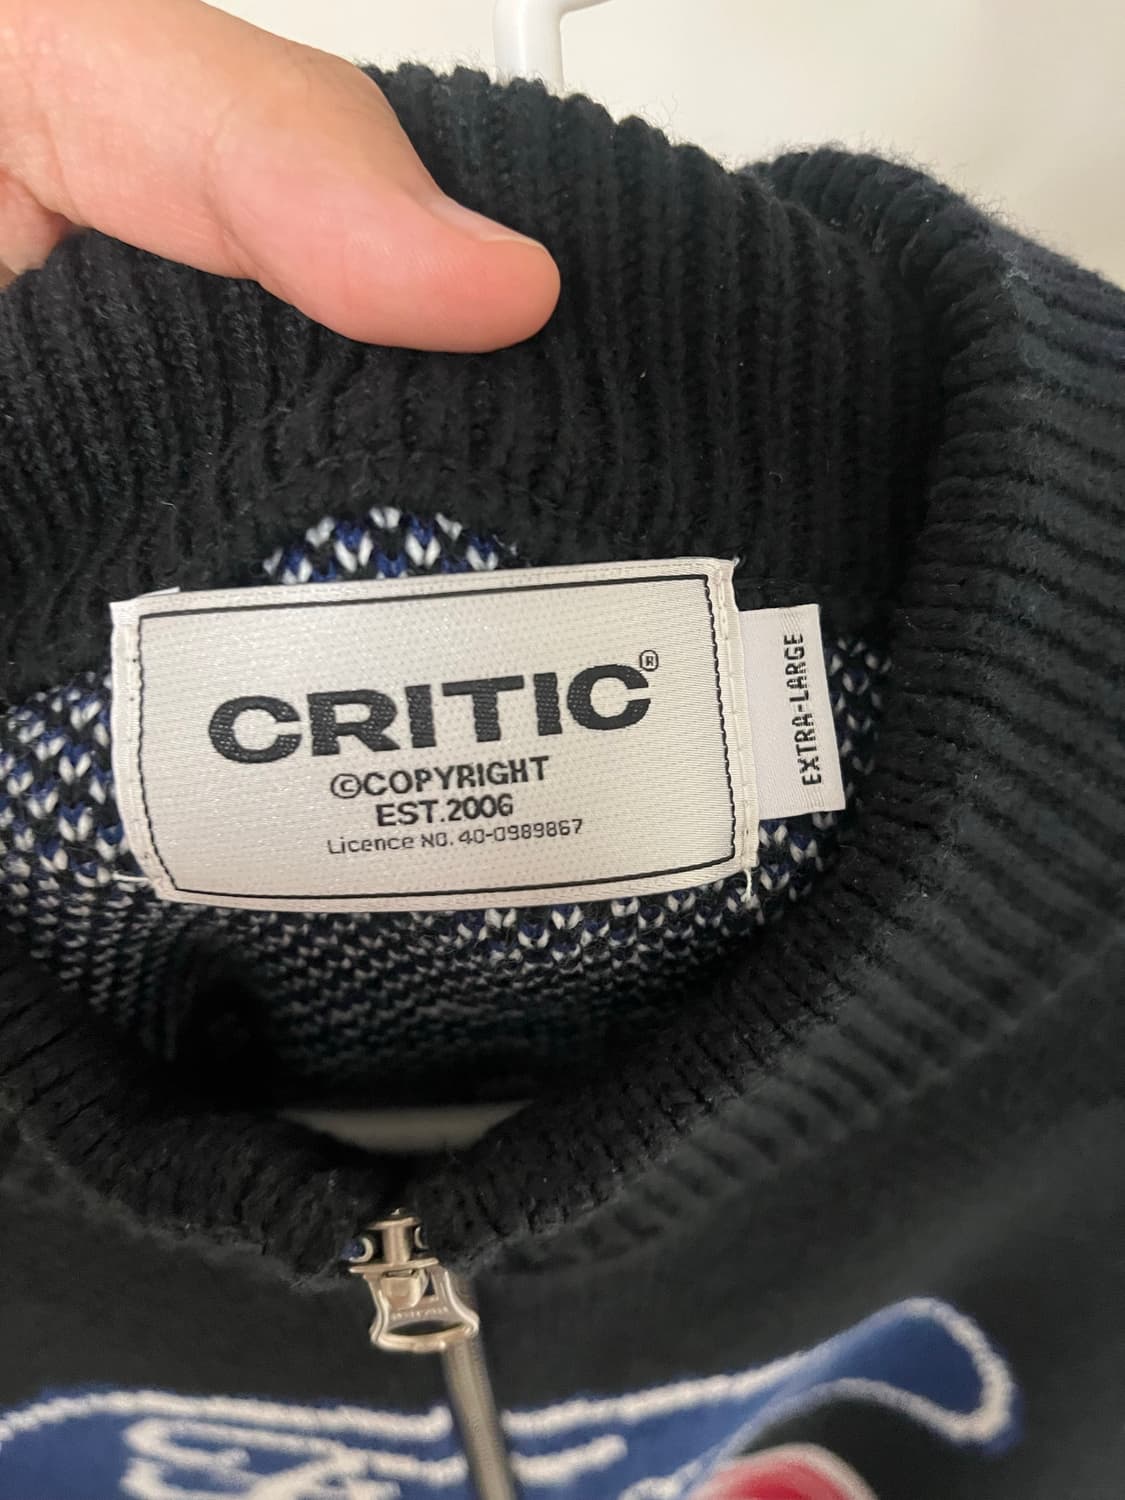 CRITIC®
©COPYRIGHT
EST.2006
Licence NO. 40-0989867
EXTRA-LARGE